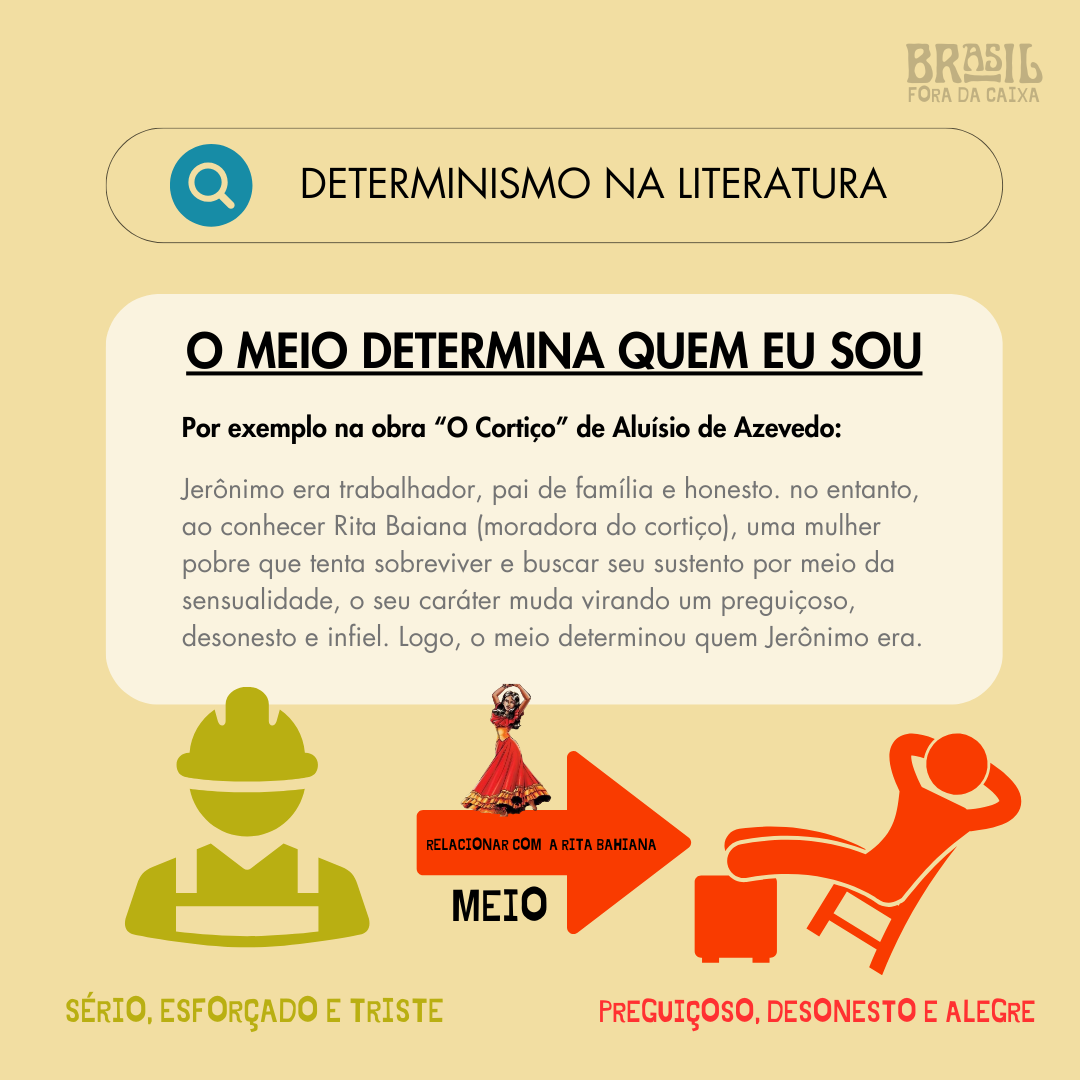 BRASIL
FORA DA CAIXA
DETERMINISMO NA LITERATURA
O MEIO DETERMINA QUEM EU SOU
Por exemplo na obra “O Cortiço” de Aluísio de Azevedo:
Jerônimo era trabalhador, pai de família e honesto. no entanto,
ao conhecer Rita Baiana (moradora do cortiço), uma mulher
pobre que tenta sobreviver e buscar seu sustento por meio da
sensualidade, o seu caráter muda virando um preguiçoso,
desonesto e infiel. Logo, o meio determinou quem Jerônimo era.
RELACIONAR COM A RITA BAHIANA
MEIO
SÉRIO, ESFORÇADO E TRISTE
PREGUIÇOSO, DESONESTO E ALEGRE